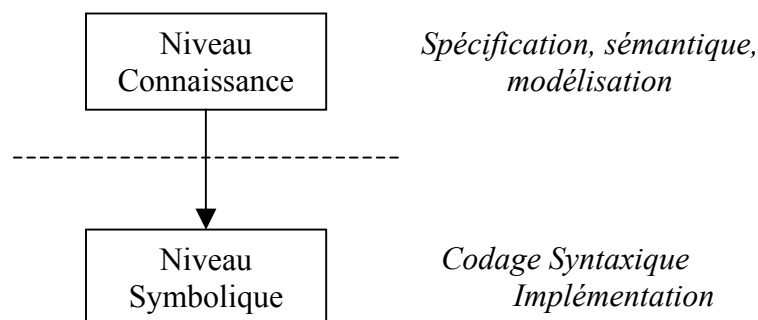 Niveau
Connaissance
Spécification, sémantique,
modélisation
Niveau
Symbolique
Codage Syntaxique
Implémentation